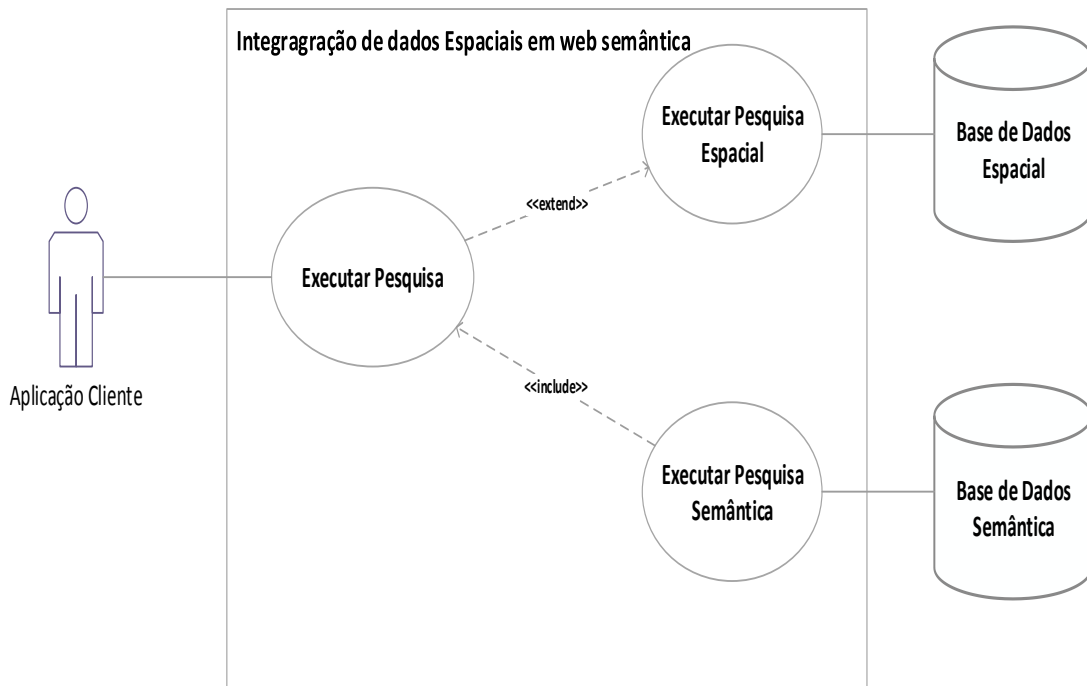 Integragração de dados Espaciais em web semântica
Executar Pesquisa
Espacial
Base de Dados
Espacial
<<extend>>
Executar Pesquisa
Aplicação Cliente
<<include>>
Executar Pesquisa
Semântica
Base de Dados
Semântica